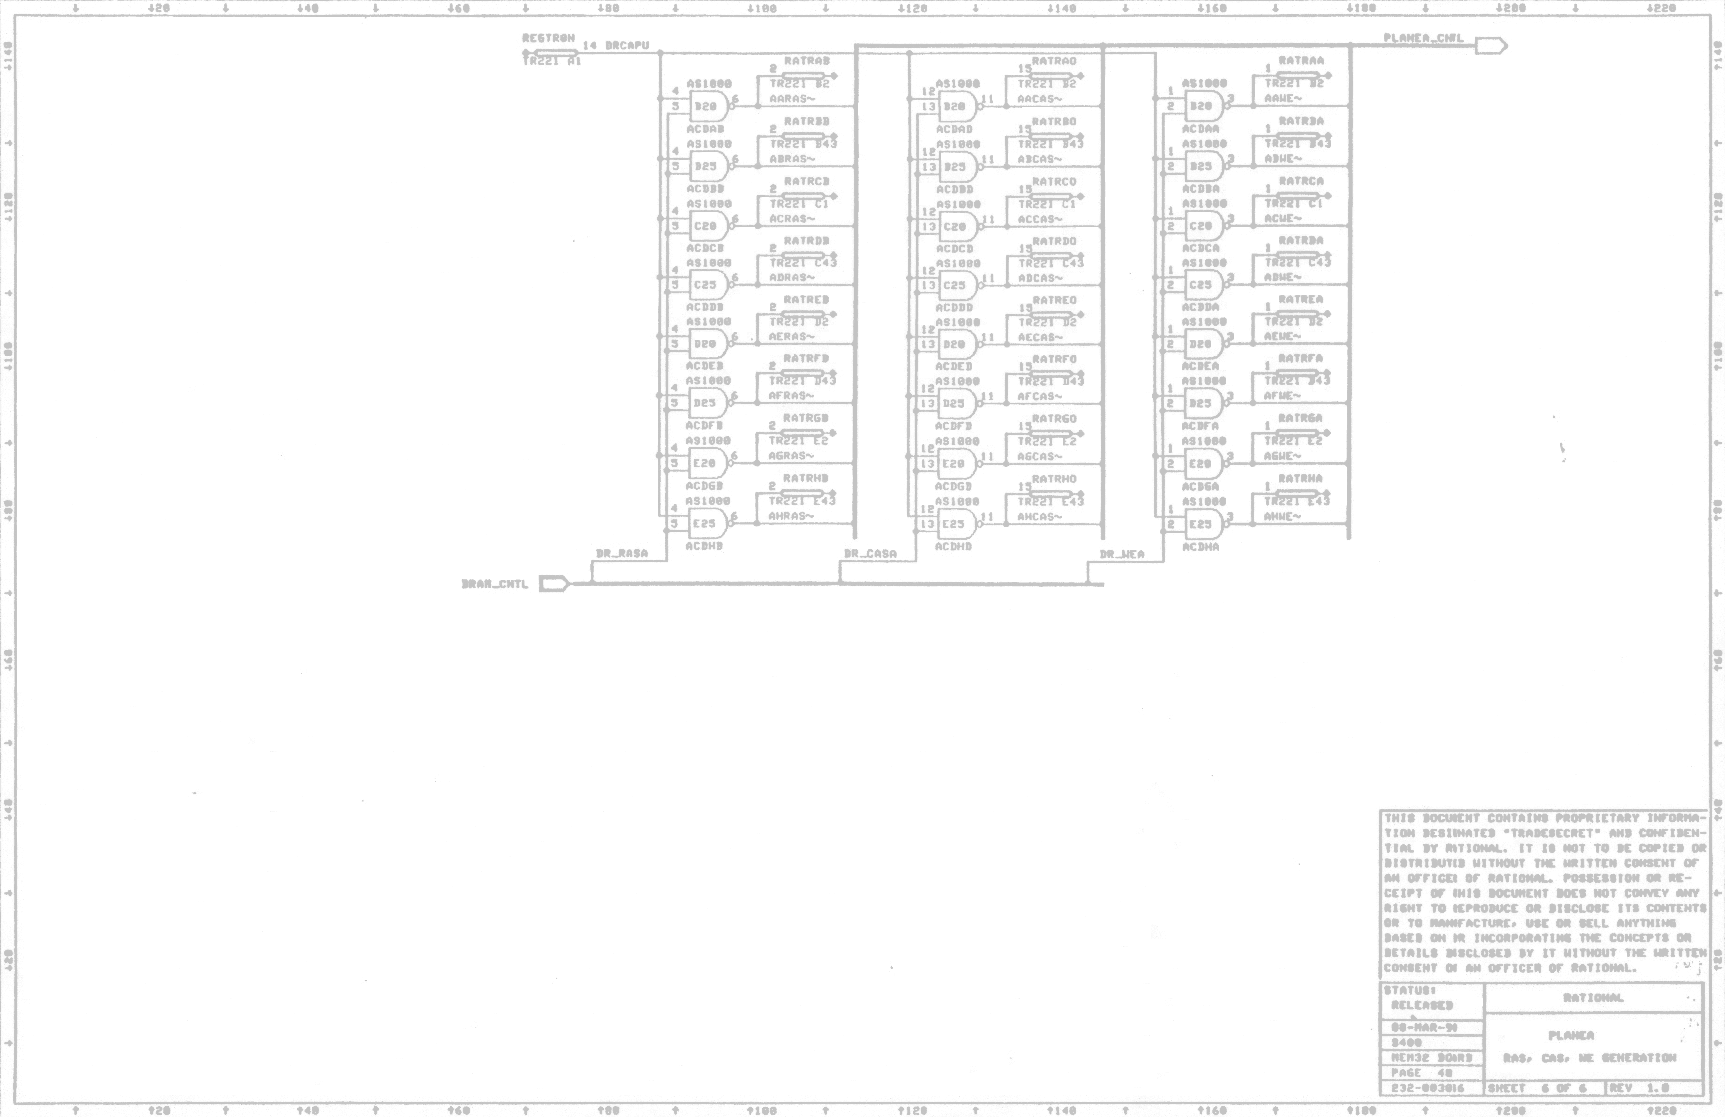 +60 +80 +100 +120 +140 +160 +180 +200 +220
REGTROH
14 DRCAPU
TR221 A1
PLANEA_CNTL
RATRAB
2
AS1000
TR221 B2
4
5
B20
6
AARAS~
ACDAB
RATRBB
2
AS1000
TR221 B43
4
5
B25
6
ABRAS~
ACDBB
RATRCB
2
AS1000
TR221 C1
4
5
C20
6
ACRAS~
ACDCB
RATRDB
2
AS1000
TR221 C43
4
5
C25
6
ADRAS~
ACDDB
RATREB
2
AS1000
TR221 D2
4
5
D20
6
AERAS~
ACDEB
RATRFB
2
AS1000
TR221 D43
4
5
D25
6
AFRAS~
ACDFB
RATRGB
2
AS1000
TR221 E2
4
5
E20
6
AGRAS~
ACDGB
RATRHB
2
AS1000
TR221 E43
4
5
E25
6
AHRAS~
ACDHB
15
AS1000
TR221 B2
12
13
B20
11
AACAS~
ACDAD
15
AS1000
TR221 B43
12
13
B25
11
ABCAS~
ACDBD
15
AS1000
TR221 C1
12
13
C20
11
ACCAS~
ACDCD
15
AS1000
TR221 C43
12
13
C25
11
ADCAS~
ACDDD
15
AS1000
TR221 D2
12
13
D20
11
AECAS~
ACDED
15
AS1000
TR221 D43
12
13
D25
11
AFCAS~
ACDFD
15
AS1000
TR221 E2
12
13
E20
11
AGCAS~
ACDGD
15
AS1000
TR221 E43
12
13
E25
11
AHCAS~
ACDHD
RATRAA
1
AS1000
TR221 B2
1
2
B20
3
AAWE~
ACDAA
RATRBA
1
AS1000
TR221 B43
1
2
B25
3
ABWE~
ACDBA
RATRCA
1
AS1000
TR221 C1
1
2
C20
3
ACWE~
ACDCA
RATRDA
1
AS1000
TR221 C43
1
2
C25
3
ADWE~
ACDDA
RATREA
1
AS1000
TR221 D2
1
2
D20
3
AEWE~
ACDEA
RATRFA
1
AS1000
TR221 D43
1
2
D25
3
AFWE~
ACDFA
RATRGA
1
AS1000
TR221 E2
1
2
E20
3
AGWE~
ACDGA
RATRHA
1
AS1000
TR221 E43
1
2
E25
3
AHWE~
ACDHA
DR_RASA
DR_CASA
DR_WEA
DRAM_CNTL
THIS DOCUMENT CONTAINS PROPRIETARY INFORMA-
TION DESIGNATED "TRADESECRET" AND CONFIDEN-
TIAL BY RATIONAL. IT IS NOT TO BE COPIED OR
DISTRIBUTED WITHOUT THE WRITTEN CONSENT OF
AN OFFICER OF RATIONAL. POSSESSION OR RE-
CEIPT OF THIS DOCUMENT DOES NOT CONVEY ANY
RIGHT TO REPRODUCE OR DISCLOSE ITS CONTENTS
OR TO MANUFACTURE, USE OR SELL ANYTHING
BASED ON OR INCORPORATING THE CONCEPTS OR
DETAILS DISCLOSED BY IT WITHOUT THE WRITTEN
CONSENT OF AN OFFICER OF RATIONAL.
STATUS:
RELEASED
RATIONAL
PLANEA
RAS, CAS, WE GENERATION
S400
MEM32 BOARD
PAGE 40
232-003016
SHEET 6 OF 6
REV 1.0